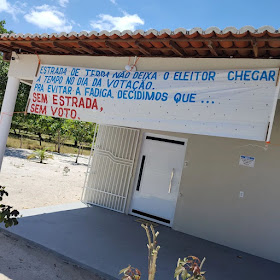 ESTRADA DE TERRA NÃO DEIXA O ELEITOR CHEGAR
A TEMPO NO DIA DA VOTAÇÃO.
PRA EVITAR A FADIGA, DECIDIMOS QUE ...
SEM ESTRADA,
SEM VOTO.